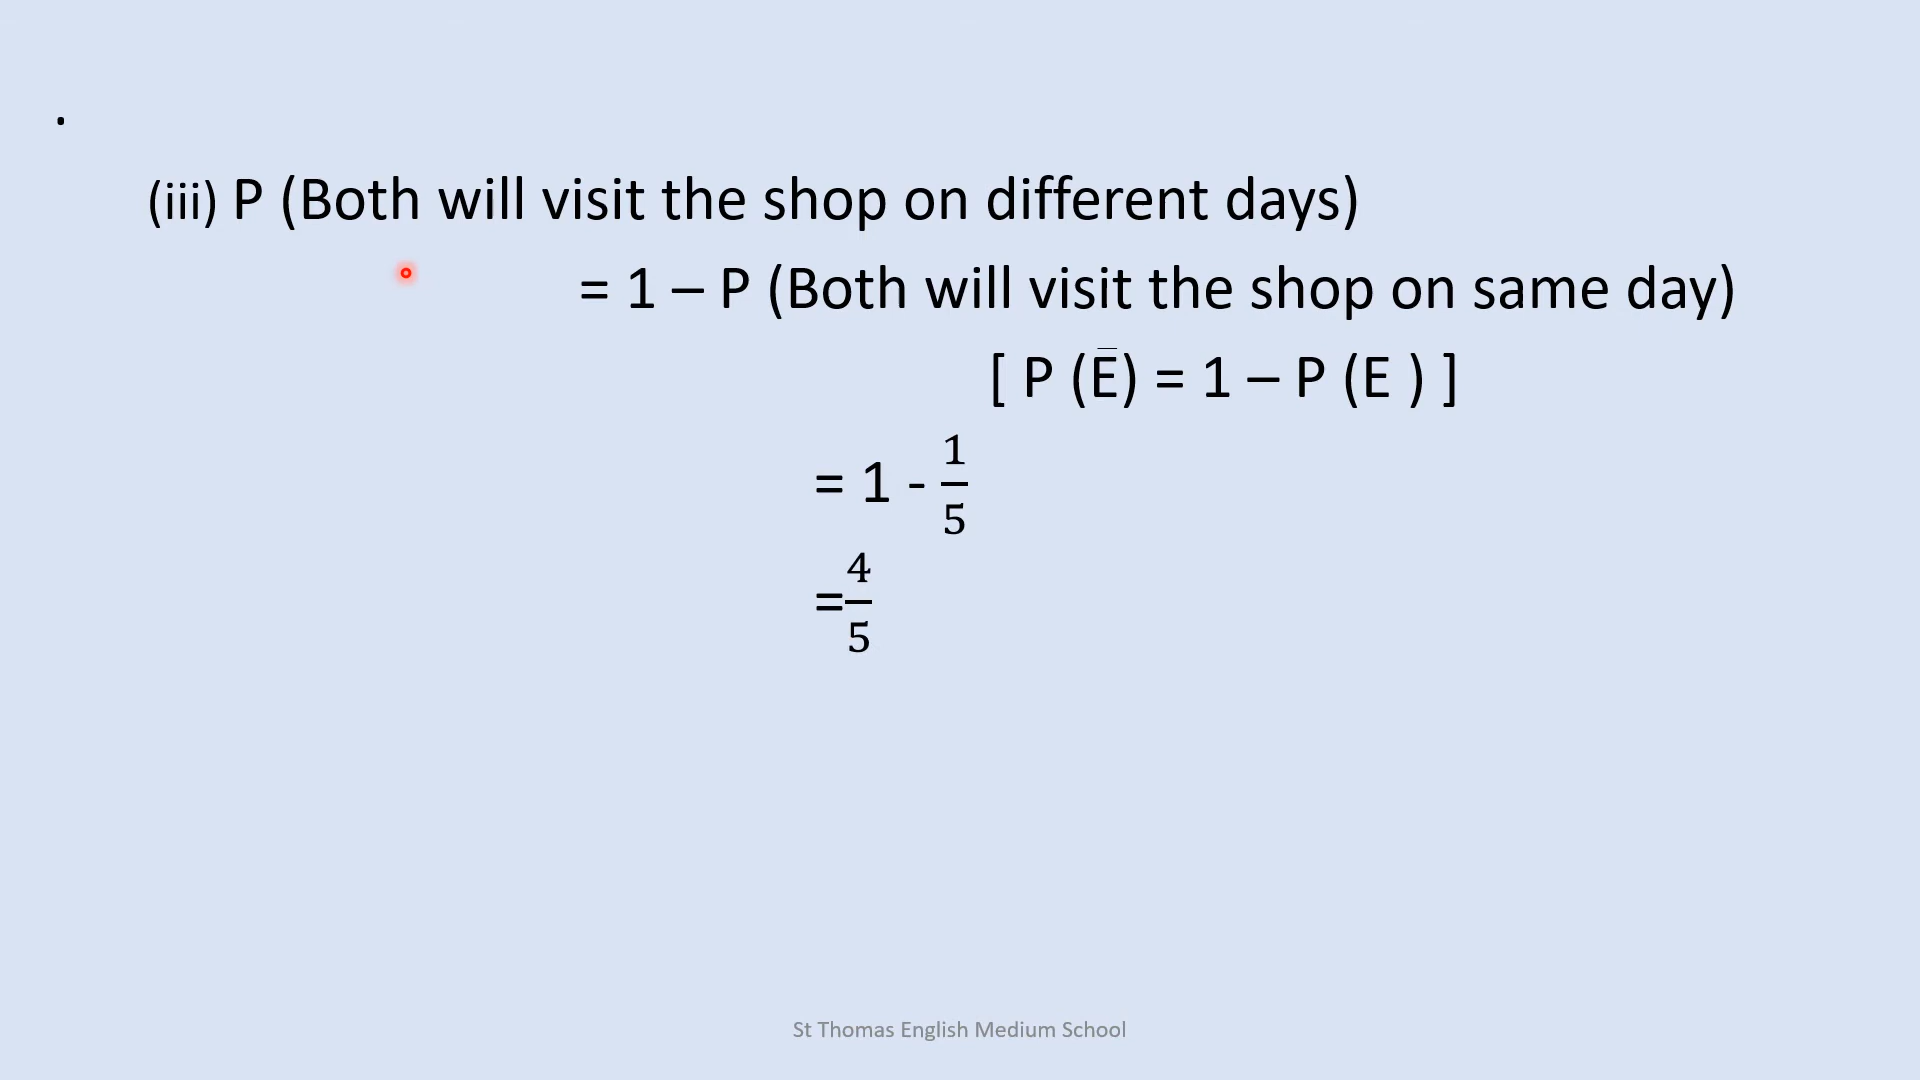 .
(iii) P (Both will visit the shop on different days)
= 1 – P (Both will visit the shop on same day)
[ P (E̅) = 1 – P (E ) ]
= 1 - 1/5
=4/5
St Thomas English Medium School